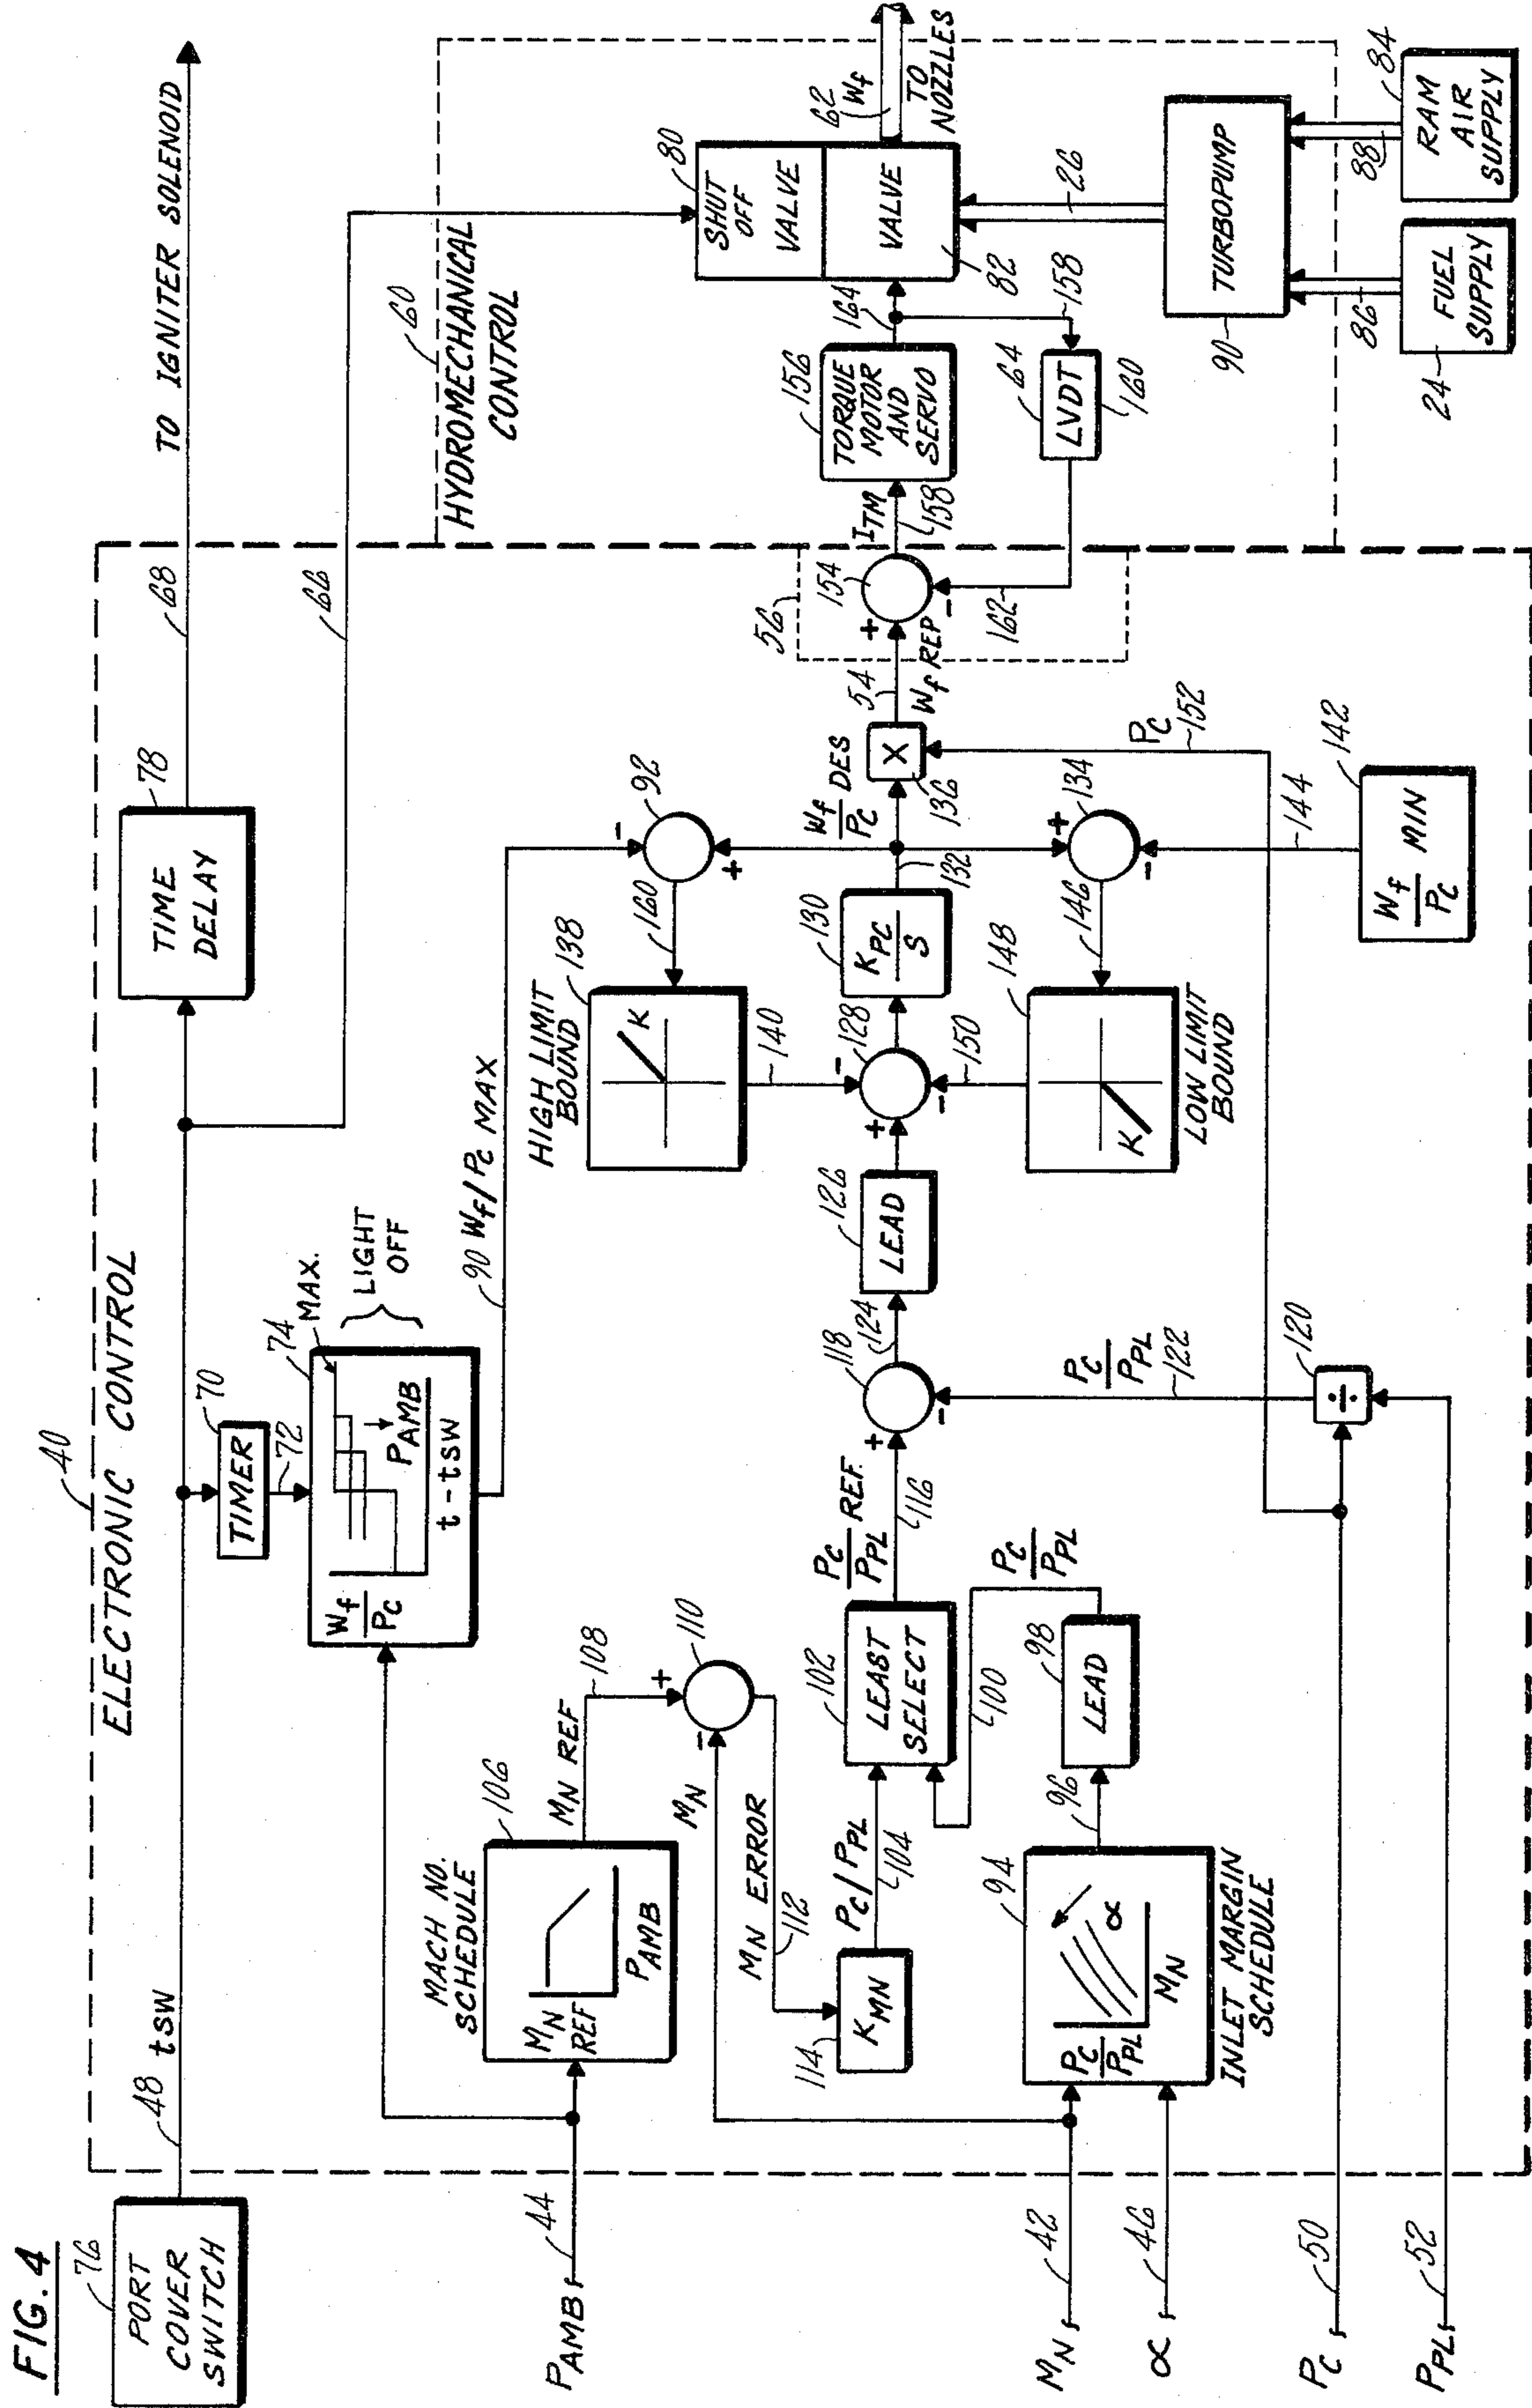 FIG. 4
76
PORT
COVER
SWITCH
48
tsw
40
ELECTRONIC CONTROL
78
TIME
DELAY
68
TO IGNITER SOLENOID
66
70
TIMER
72
74
MAX.
LIGHT
OFF
Wf
PC
PAMB
t - tsw
90 Wf/PC MAX
60
HYDROMECHANICAL
CONTROL
PAMB
44
MACH NO.
SCHEDULE
106
MN
REF
PAMB
MN REF
108
110
+
-
MN
MN ERROR
112
114
KMN
PC/PPL
104
102
LEAST
SELECT
100
PC
PPL
PC
PPL
REF.
116
+
-
118
124
126
LEAD
+
-
-
128
130
KPC
S
132
Wf
PC
DES
X
136
54
Wf REP
56
+
-
154
ITM
158
156
TORQUE
MOTOR
AND
SERVO
164
80
SHUT
OFF
VALVE
VALVE
82
62
Wf
TO
NOZZLES
158
64
LVDT
160
162
HIGH LIMIT
BOUND
138
K
140
160
92
-
+
LOW LIMIT
BOUND
148
K
150
146
134
+
-
144
142
Wf
PC
MIN
PC
152
MN
42
α
46
94
PC
PPL
α
MN
INLET MARGIN
SCHEDULE
96
98
LEAD
PC
PPL
122
120
÷
PC
50
PPL
52
26
TURBOPUMP
90
86
88
24
FUEL
SUPPLY
84
RAM
AIR
SUPPLY